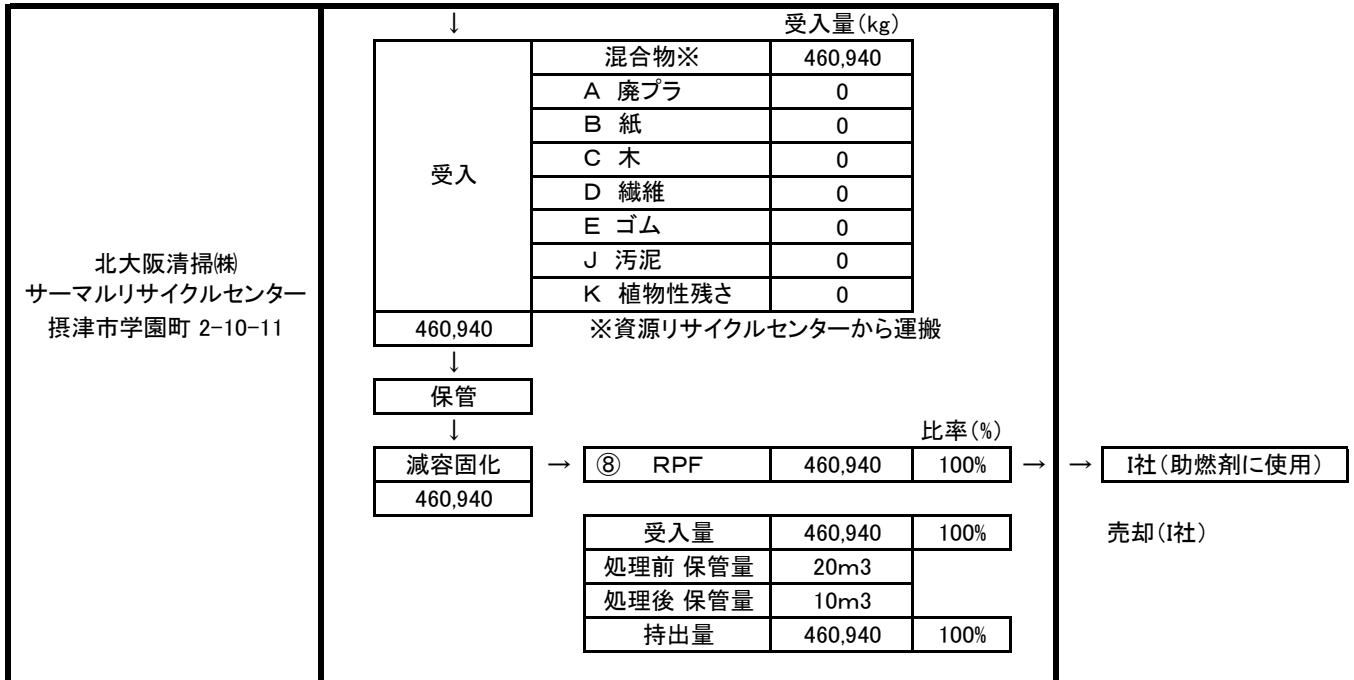 ↓ 受入量(kg)
混合物※ 460,940
A 廃プラ 0
B 紙 0
C 木 0
受入
D 繊維 0
E ゴム 0
J 汚泥 0
K 植物性残さ 0
北大阪清掃㈱
サーマルリサイクルセンター
摂津市学園町 2-10-11
460,940 ※資源リサイクルセンターから運搬
↓
保管
↓ 比率(%)
減容固化 → ⑧ RPF 460,940 100% → → I社(助燃剤に使用)
460,940
受入量 460,940 100% 売却(I社)
処理前 保管量 20m3
処理後 保管量 10m3
持出量 460,940 100%